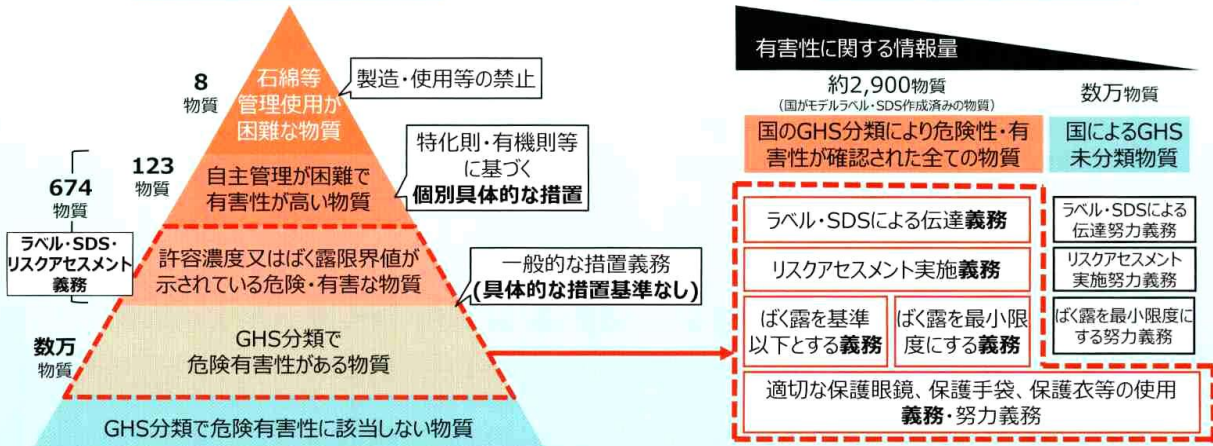 石綿等
管理使用が
困難な物質
8
物質
製造・使用等の禁止
自主管理が困難で
有害性が高い物質
123
物質
特化則・有機則等
に基づく
個別具体的な措置
674
物質
ラベル・SDS・
リスクアセスメント
義務
許容濃度又はばく露限界値が
示されている危険・有害な物質
一般的な措置義務
(具体的な措置基準なし)
数万
物質
GHS分類で
危険有害性がある物質
GHS分類で危険有害性に該当しない物質
有害性に関する情報量
約2,900物質
(国がモデルラベル・SDS作成済みの物質)
数万物質
国のGHS分類により危険性・有
害性が確認された全ての物質
国によるGHS
未分類物質
ラベル・SDSによる伝達義務
ラベル・SDSによる
伝達努力義務
リスクアセスメント実施義務
リスクアセスメント
実施努力義務
ばく露を基準
以下とする義務
ばく露を最小限
度にする義務
ばく露を最小限度に
する努力義務
適切な保護眼鏡、保護手袋、保護衣等の使用
義務・努力義務